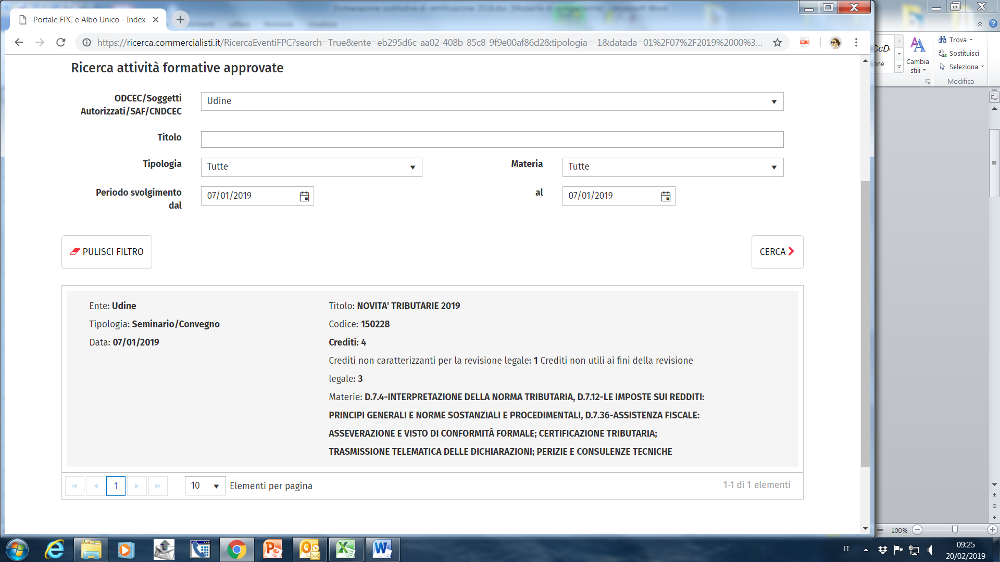 Portale FPC e Albo Unico - Index
https://ricerca.commercialisti.it/RicercaEventiFPC?search=True&ente=eb295d6c-aa02-408b-85c8-9f9e00af86d2&tipologia=-1&datada=01%2F07%2F2019%2000%3...
Ricerca attività formative approvate
ODCEC/Soggetti
Autorizzati/SAF/CNDCEC
Udine
Titolo
Tipologia
Tutte
Materia
Tutte
Periodo svolgimento
dal
07/01/2019
al
07/01/2019
PULISCI FILTRO
CERCA
Ente: Udine
Tipologia: Seminario/Convegno
Data: 07/01/2019
Titolo: NOVITA' TRIBUTARIE 2019
Codice: 150228
Crediti: 4
Crediti non caratterizzanti per la revisione legale: 1 Crediti non utili ai fini della revisione
legale: 3
Materie: D.7.4-INTERPRETAZIONE DELLA NORMA TRIBUTARIA, D.7.12-LE IMPOSTE SUI REDDITI:
PRINCIPI GENERALI E NORME SOSTANZIALI E PROCEDIMENTALI, D.7.36-ASSISTENZA FISCALE:
ASSEVERAZIONE E VISTO DI CONFORMITÀ FORMALE; CERTIFICAZIONE TRIBUTARIA;
TRASMISSIONE TELEMATICA DELLE DICHIARAZIONI; PERIZIE E CONSULENZE TECNICHE
1
10
Elementi per pagina
1-1 di 1 elementi
Trova
Sostituisci
Seleziona
Modifica
Cambia
stili
100%
IT
09:25
20/02/2019